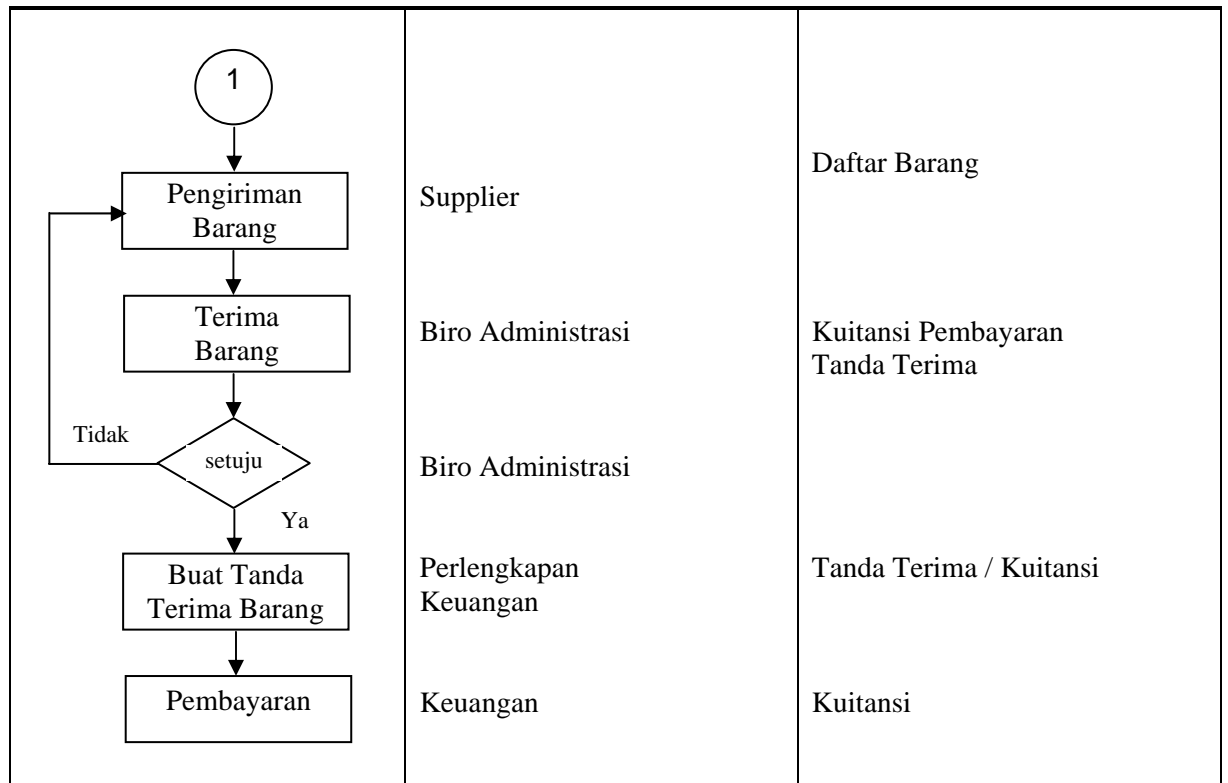 1
Pengiriman
Barang
Supplier
Daftar Barang
Terima
Barang
Biro Administrasi
Kuitansi Pembayaran
Tanda Terima
Tidak
setuju
Biro Administrasi
Ya
Buat Tanda
Terima Barang
Perlengkapan
Keuangan
Tanda Terima / Kuitansi
Pembayaran
Keuangan
Kuitansi